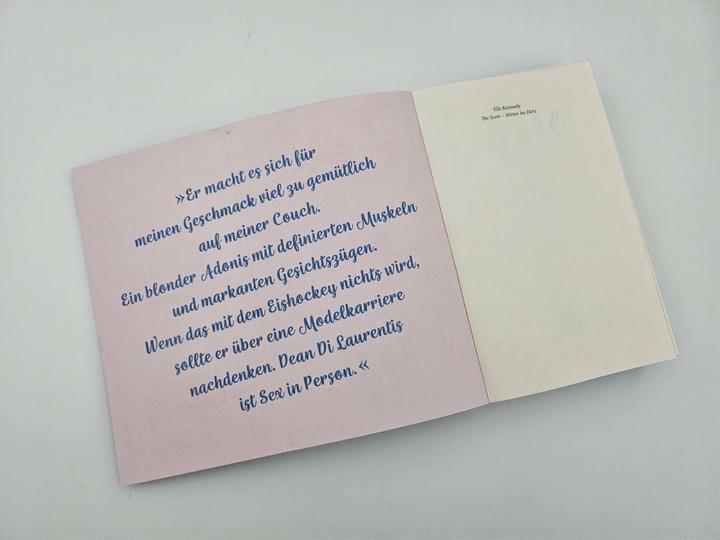 »Er macht es sich für
meinen Geschmack viel zu gemütlich
auf meiner Couch.
Ein blonder Adonis mit definierten Muskeln
und markanten Gesichtszügen.
Wenn das mit dem Eishockey nichts wird,
sollte er über eine Modelkarriere
nachdenken. Dean Di Laurentis
ist Sex in Person.«
Elle Kennedy
The Score – Mitten ins Herz